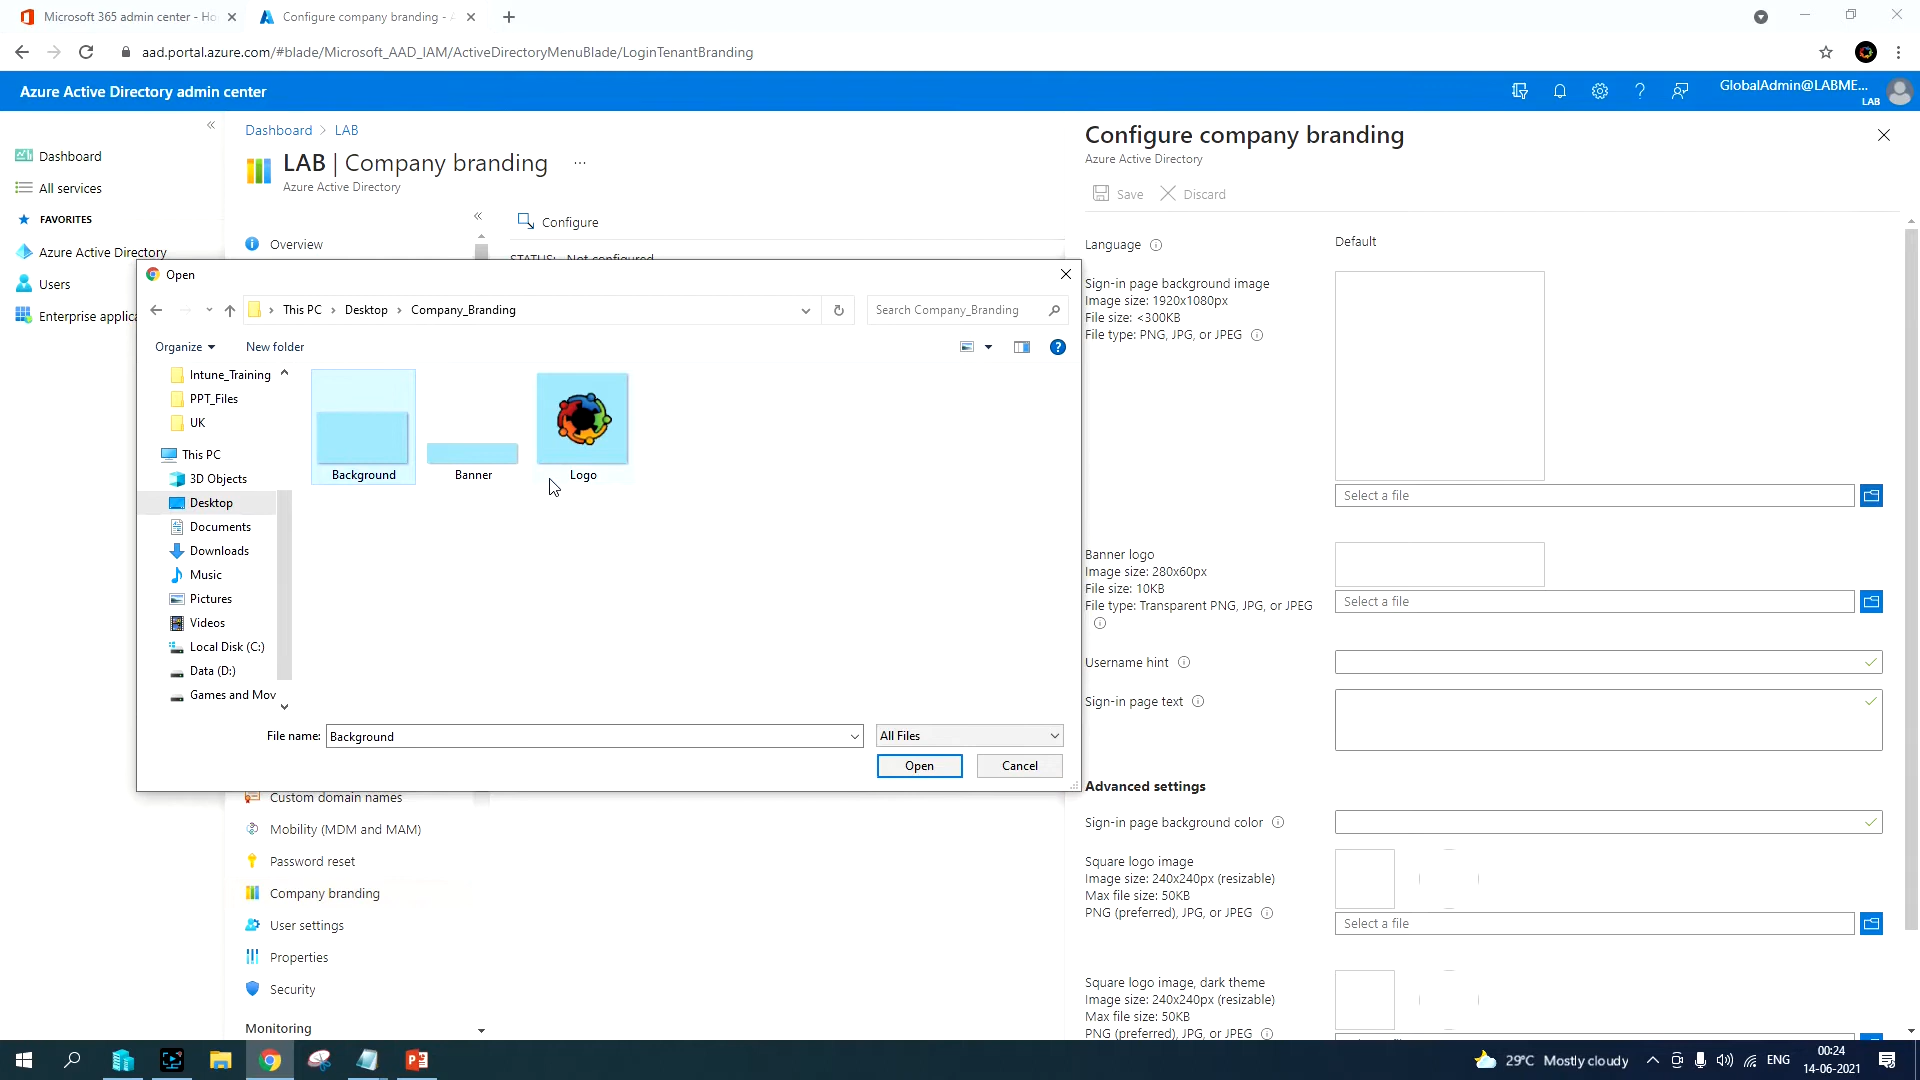 Microsoft 365 admin center - Ho
Configure company branding - A
aad.portal.azure.com/#blade/Microsoft_AAD_IAM/ActiveDirectoryMenuBlade/LoginTenantBranding
Azure Active Directory admin center
GlobalAdmin@LABME...
LAB
Dashboard
All services
FAVORITES
Azure Active Directory
Users
Enterprise applica
Dashboard > LAB
LAB | Company branding
Azure Active Directory
Configure
Overview
STATUS: Not configured
Open
This PC
Desktop
Company_Branding
Search Company_Branding
Organize
New folder
Intune_Training
PPT_Files
UK
This PC
3D Objects
Desktop
Documents
Downloads
Music
Pictures
Videos
Local Disk (C:)
Data (D:)
Games and Mov
Background
Banner
Logo
File name:
Background
All Files
Open
Cancel
Custom domain names
Mobility (MDM and MAM)
Password reset
Company branding
User settings
Properties
Security
Monitoring
Configure company branding
Azure Active Directory
Save
Discard
Language
Default
Sign-in page background image
Image size: 1920x1080px
File size: <300KB
File type: PNG, JPG, or JPEG
Select a file
Banner logo
Image size: 280x60px
File size: 10KB
File type: Transparent PNG, JPG, or JPEG
Select a file
Username hint
Sign-in page text
Advanced settings
Sign-in page background color
Square logo image
Image size: 240x240px (resizable)
Max file size: 50KB
PNG (preferred), JPG, or JPEG
Select a file
Square logo image, dark theme
Image size: 240x240px (resizable)
Max file size: 50KB
PNG (preferred), JPG, or JPEG
29°C Mostly cloudy
ENG
00:24
14-06-2021